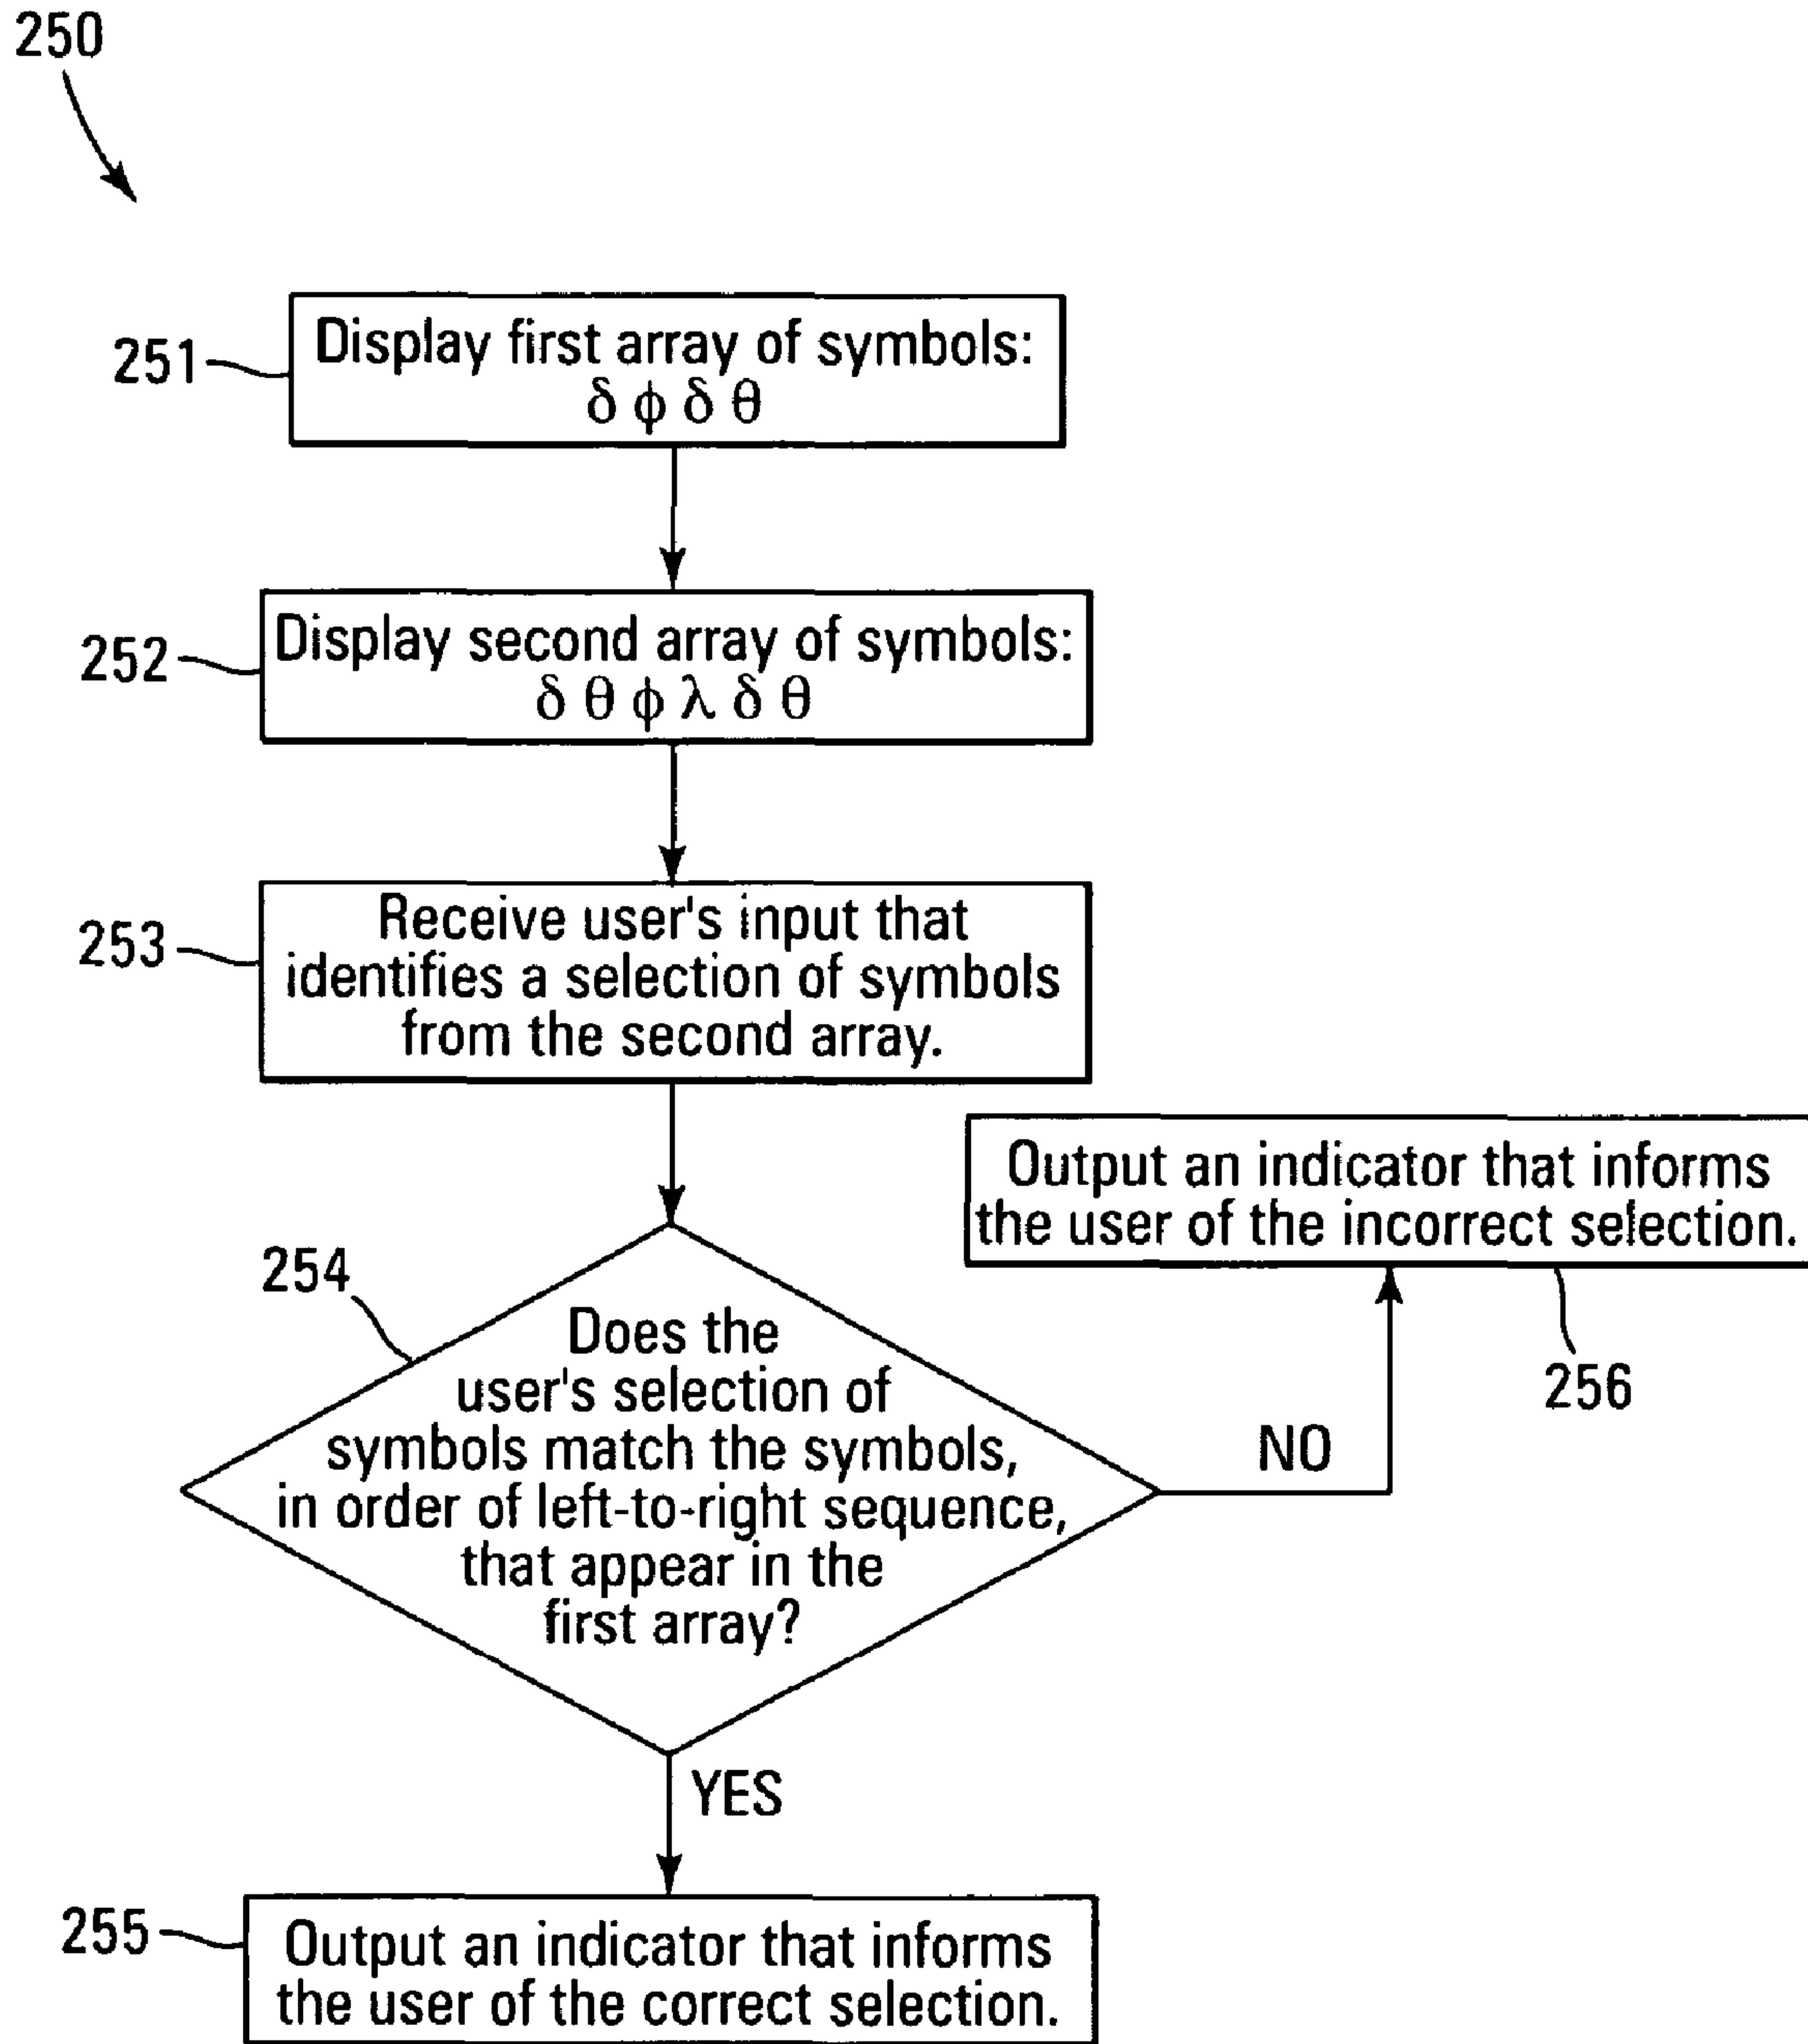 250
251
Display first array of symbols:
δ ϕ δ θ
252
Display second array of symbols:
δ θ ϕ λ δ θ
253
Receive user's input that
identifies a selection of symbols
from the second array.
254
Does the
user's selection of
symbols match the symbols,
in order of left-to-right sequence,
that appear in the
first array?
NO
Output an indicator that informs
the user of the incorrect selection.
256
YES
255
Output an indicator that informs
the user of the correct selection.